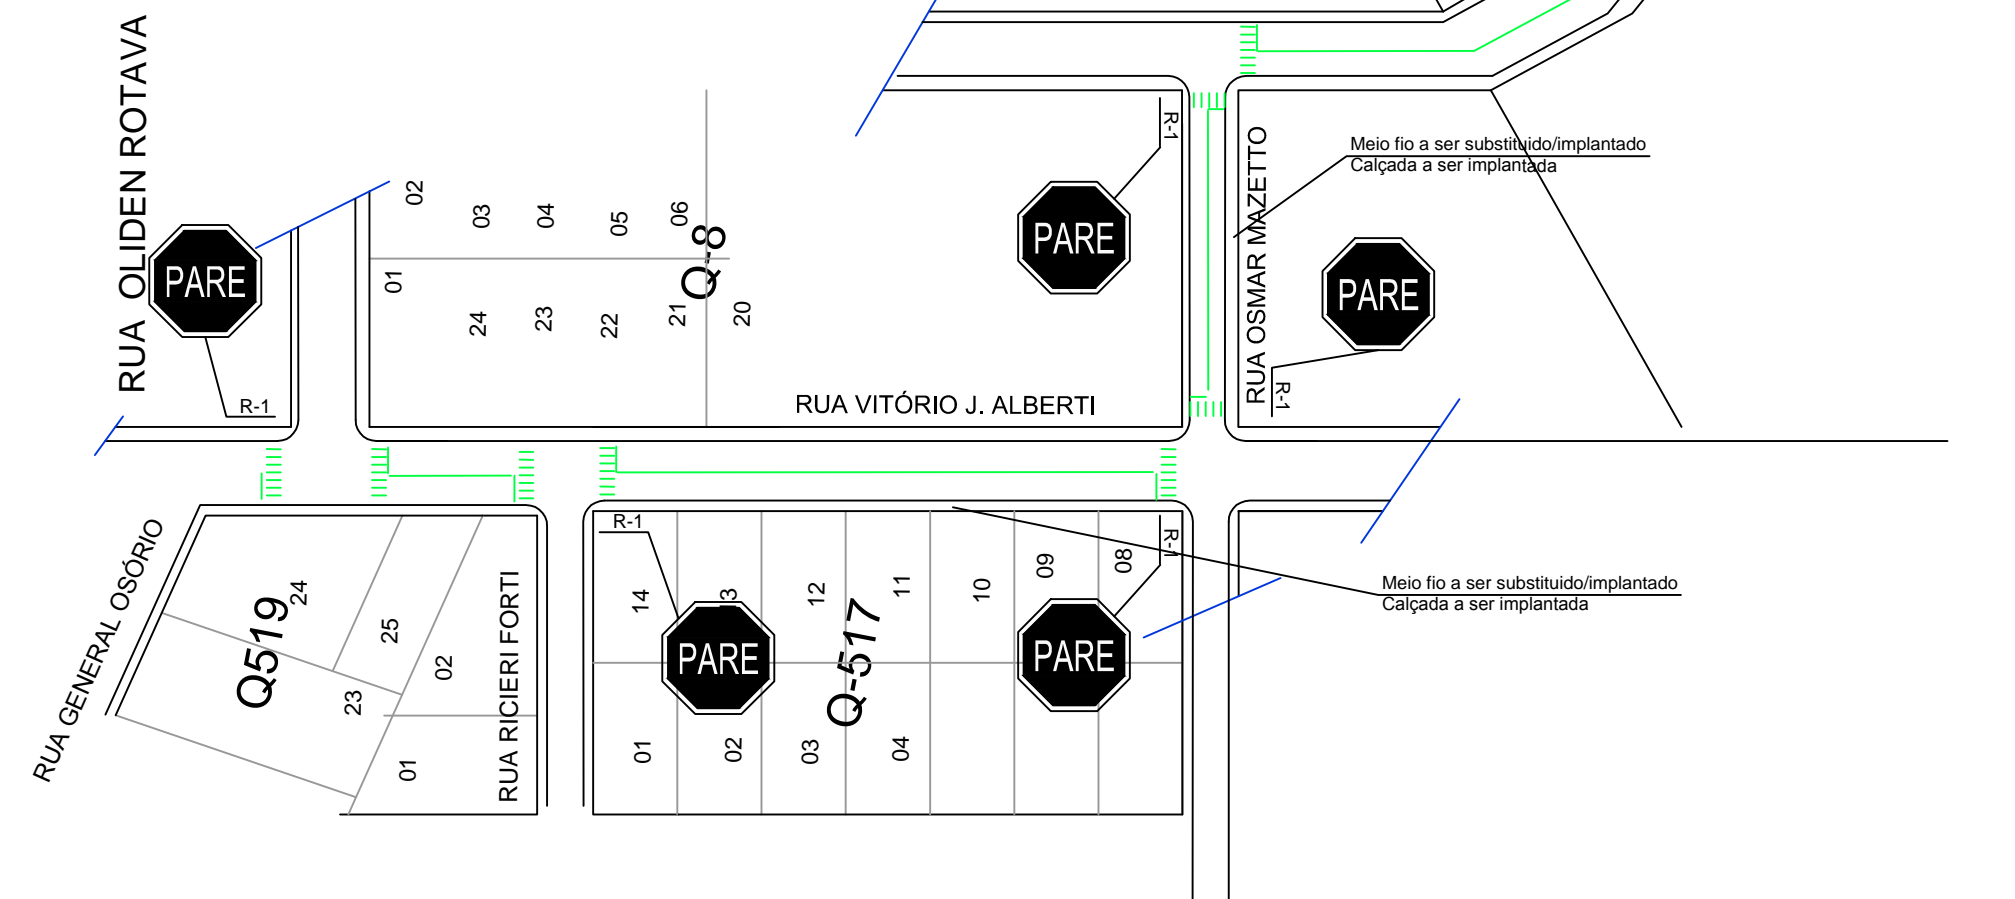 RUA OLIDEN ROTAVA
PARE
R-1
02
03
04
05
06
01
Q-8
24
23
22
21
20
R-1
PARE
RUA VITÓRIO J. ALBERTI
RUA OSMAR MAZETTO
Meio fio a ser substituido/implantado
Calçada a ser implantada
PARE
R-1
RUA GENERAL OSÓRIO
Q519
24
25
23
02
01
RUA RICIERI FORTI
R-1
14
12
11
10
09
08
R-1
PARE
Q-517
PARE
01
02
03
04
Meio fio a ser substituido/implantado
Calçada a ser implantada